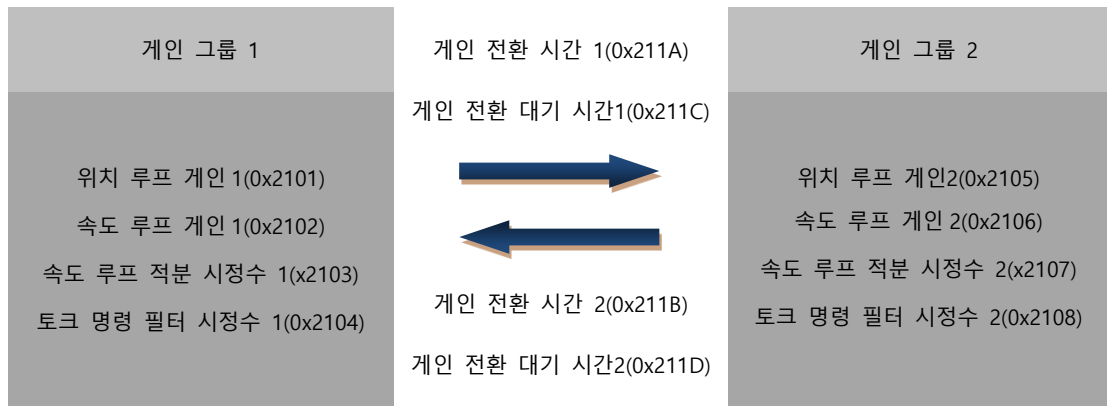 게인 그룹 1
위치 루프 게인 1(0x2101)
속도 루프 게인 1(0x2102)
속도 루프 적분 시정수 1(x2103)
토크 명령 필터 시정수 1(0x2104)
게인 전환 시간 1(0x211A)
게인 전환 대기 시간1(0x211C)
게인 전환 시간 2(0x211B)
게인 전환 대기 시간2(0x211D)
게인 그룹 2
위치 루프 게인2(0x2105)
속도 루프 게인 2(0x2106)
속도 루프 적분 시정수 2(x2107)
토크 명령 필터 시정수 2(0x2108)